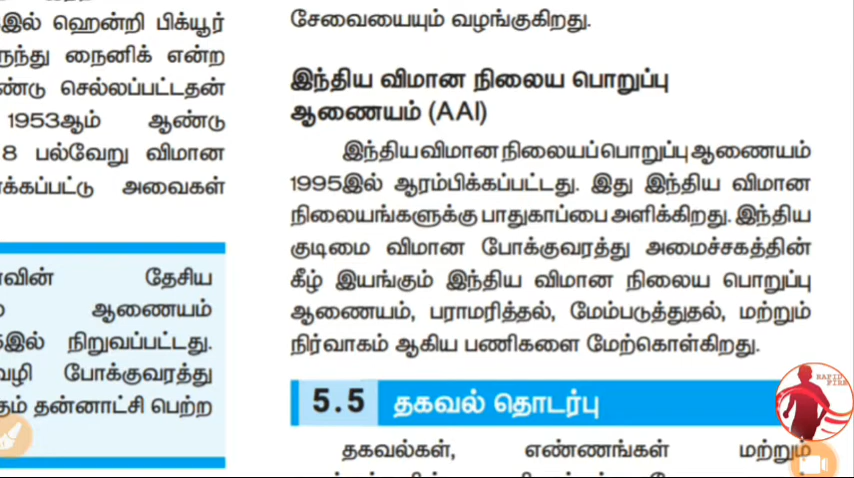 இல் ஹென்றி பிக்யூர்
நைனிக் என்ற
செல்லப்பட்டதன்
1953ஆம் ஆண்டு
8 பல்வேறு விமான
அவைகள்
தேசிய
ஆணையம்
இல் நிறுவப்பட்டது.
போக்குவரத்து
தன்னாட்சி பெற்ற
சேவையையும் வழங்குகிறது.
இந்திய விமான நிலைய பொறுப்பு
ஆணையம் (AAI)
இந்திய விமான நிலையப் பொறுப்பு ஆணையம்
1995இல் ஆரம்பிக்கப்பட்டது. இது இந்திய விமான
நிலையங்களுக்கு பாதுகாப்பை அளிக்கிறது. இந்திய
குடிமை விமான போக்குவரத்து அமைச்சகத்தின்
கீழ் இயங்கும் இந்திய விமான நிலைய பொறுப்பு
ஆணையம், பராமரித்தல், மேம்படுத்துதல், மற்றும்
நிர்வாகம் ஆகிய பணிகளை மேற்கொள்கிறது.
5.5 தகவல் தொடர்பு
தகவல்கள், எண்ணங்கள் மற்றும்
RAPID
FIRE